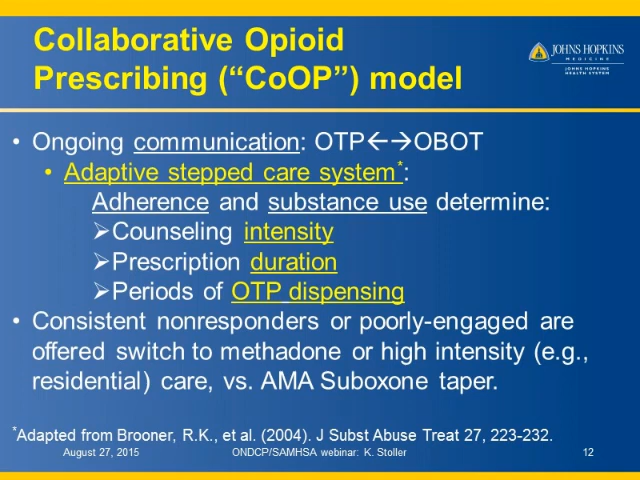 Collaborative Opioid
Prescribing (“CoOP”) model
JOHNS HOPKINS
MEDICINE
JOHNS HOPKINS
HEALTH SYSTEM
• Ongoing communication: OTP←→OBOT
• Adaptive stepped care system*:
Adherence and substance use determine:
➢Counseling intensity
➢Prescription duration
➢Periods of OTP dispensing
• Consistent nonresponders or poorly-engaged are
offered switch to methadone or high intensity (e.g.,
residential) care, vs. AMA Suboxone taper.
*Adapted from Brooner, R.K., et al. (2004). J Subst Abuse Treat 27, 223-232.
August 27, 2015 ONDCP/SAMHSA webinar: K. Stoller 12